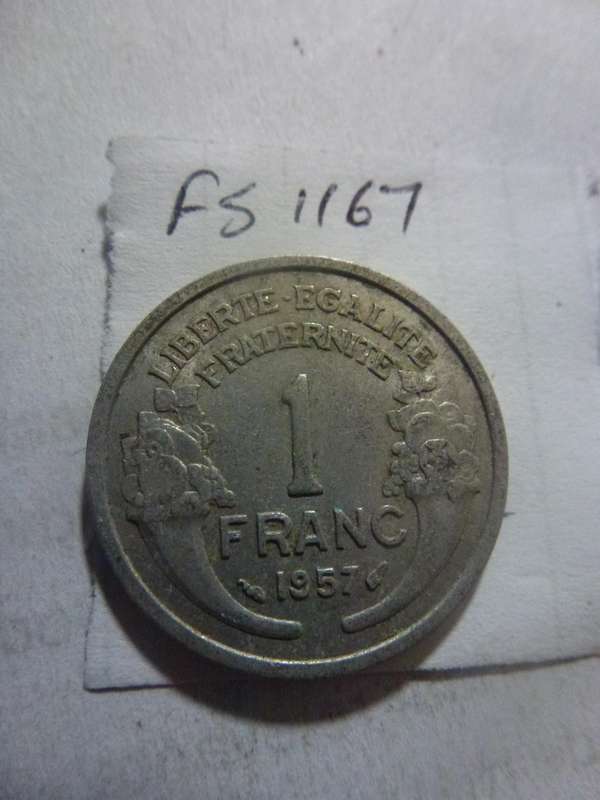 FS 1167
LIBERTE · EGALITE
FRATERNITE
1
FRANC
1957